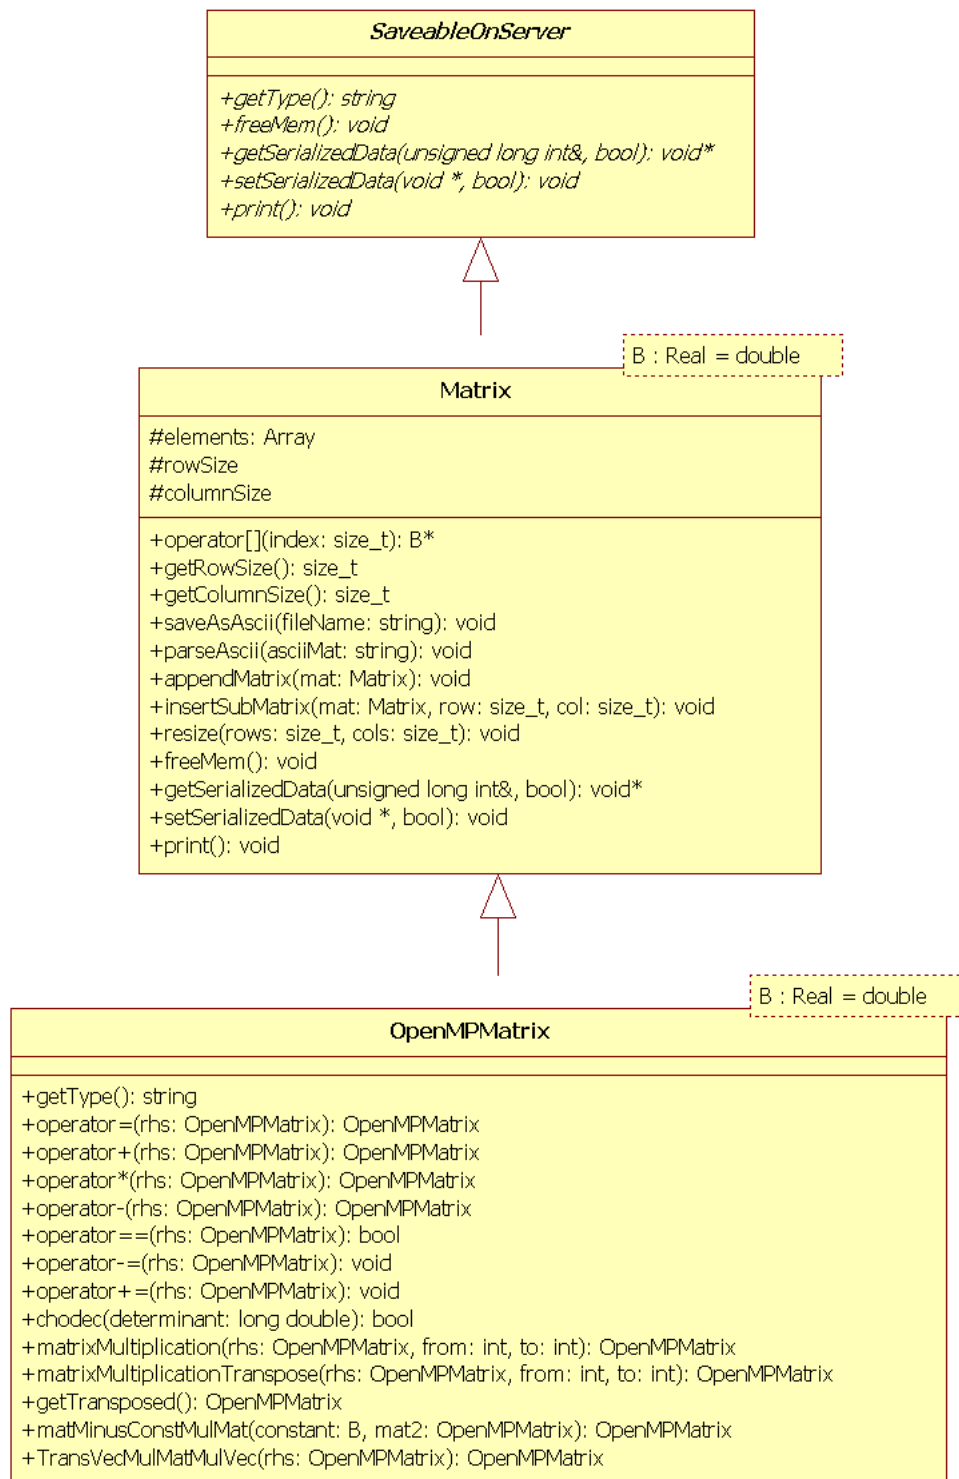 SaveableOnServer
+getType(): string
+freeMem(): void
+getSerializedData(unsigned long int&, bool): void*
+setSerializedData(void *, bool): void
+print(): void
B : Real = double
Matrix
#elements: Array
#rowSize
#columnSize
+operator[](index: size_t): B*
+getRowSize(): size_t
+getColumnSize(): size_t
+saveAsAscii(fileName: string): void
+parseAscii(asciiMat: string): void
+appendMatrix(mat: Matrix): void
+insertSubMatrix(mat: Matrix, row: size_t, col: size_t): void
+resize(rows: size_t, cols: size_t): void
+freeMem(): void
+getSerializedData(unsigned long int&, bool): void*
+setSerializedData(void *, bool): void
+print(): void
B : Real = double
OpenMPMatrix
+getType(): string
+operator=(rhs: OpenMPMatrix): OpenMPMatrix
+operator+(rhs: OpenMPMatrix): OpenMPMatrix
+operator*(rhs: OpenMPMatrix): OpenMPMatrix
+operator-(rhs: OpenMPMatrix): OpenMPMatrix
+operator==(rhs: OpenMPMatrix): bool
+operator-=(rhs: OpenMPMatrix): void
+operator+=(rhs: OpenMPMatrix): void
+chodec(determinant: long double): bool
+matrixMultiplication(rhs: OpenMPMatrix, from: int, to: int): OpenMPMatrix
+matrixMultiplicationTranspose(rhs: OpenMPMatrix, from: int, to: int): OpenMPMatrix
+getTransposed(): OpenMPMatrix
+matMinusConstMulMat(constant: B, mat2: OpenMPMatrix): OpenMPMatrix
+TransVecMulMatMulVec(rhs: OpenMPMatrix): OpenMPMatrix